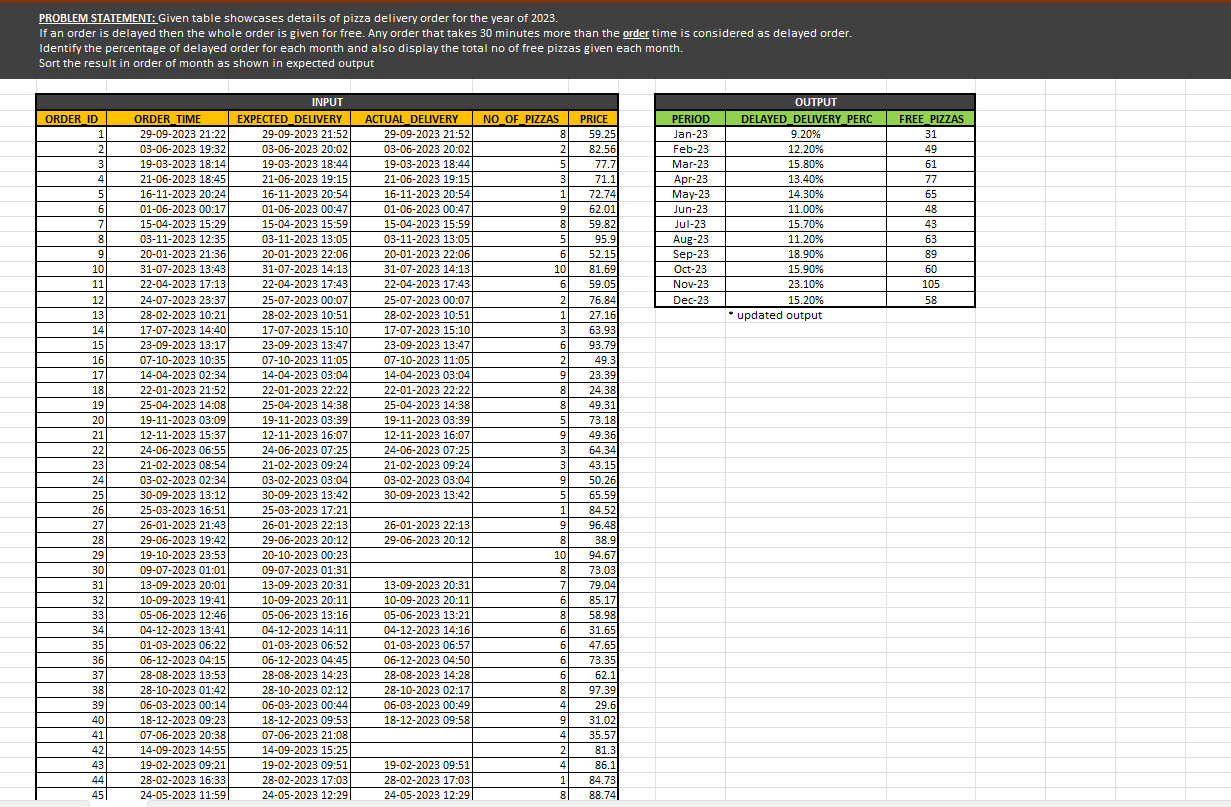 PROBLEM STATEMENT: Given table showcases details of pizza delivery order for the year of 2023.
If an order is delayed then the whole order is given for free. Any order that takes 30 minutes more than the order time is considered as delayed order.
Identify the percentage of delayed order for each month and also display the total no of free pizzas given each month.
Sort the result in order of month as shown in expected output
INPUT
ORDER_ID ORDER_TIME EXPECTED_DELIVERY ACTUAL_DELIVERY NO_OF_PIZZAS PRICE
1 29-09-2023 21:22 29-09-2023 21:52 29-09-2023 21:52 8 59.25
2 03-06-2023 19:32 03-06-2023 20:02 03-06-2023 20:02 2 82.56
3 19-03-2023 18:14 19-03-2023 18:44 19-03-2023 18:44 5 77.7
4 21-06-2023 18:45 21-06-2023 19:15 21-06-2023 19:15 3 71.1
5 16-11-2023 20:24 16-11-2023 20:54 16-11-2023 20:54 1 72.74
6 01-06-2023 00:17 01-06-2023 00:47 01-06-2023 00:47 9 62.01
7 15-04-2023 15:29 15-04-2023 15:59 15-04-2023 15:59 8 59.82
8 03-11-2023 12:35 03-11-2023 13:05 03-11-2023 13:05 5 95.9
9 20-01-2023 21:36 20-01-2023 22:06 20-01-2023 22:06 6 52.15
10 31-07-2023 13:43 31-07-2023 14:13 31-07-2023 14:13 10 81.69
11 22-04-2023 17:13 22-04-2023 17:43 22-04-2023 17:43 6 59.05
12 24-07-2023 23:37 25-07-2023 00:07 25-07-2023 00:07 2 76.84
13 28-02-2023 10:21 28-02-2023 10:51 28-02-2023 10:51 1 27.16
14 17-07-2023 14:40 17-07-2023 15:10 17-07-2023 15:10 3 63.93
15 23-09-2023 13:17 23-09-2023 13:47 23-09-2023 13:47 6 93.79
16 07-10-2023 10:35 07-10-2023 11:05 07-10-2023 11:05 2 49.3
17 14-04-2023 02:34 14-04-2023 03:04 14-04-2023 03:04 9 23.39
18 22-01-2023 21:52 22-01-2023 22:22 22-01-2023 22:22 8 24.38
19 25-04-2023 14:08 25-04-2023 14:38 25-04-2023 14:38 8 49.31
20 19-11-2023 03:09 19-11-2023 03:39 19-11-2023 03:39 5 73.18
21 12-11-2023 15:37 12-11-2023 16:07 12-11-2023 16:07 9 49.36
22 24-06-2023 06:55 24-06-2023 07:25 24-06-2023 07:25 3 64.34
23 21-02-2023 08:54 21-02-2023 09:24 21-02-2023 09:24 3 43.15
24 03-02-2023 02:34 03-02-2023 03:04 03-02-2023 03:04 9 50.26
25 30-09-2023 13:12 30-09-2023 13:42 30-09-2023 13:42 5 65.59
26 25-03-2023 16:51 25-03-2023 17:21 1 84.52
27 26-01-2023 21:43 26-01-2023 22:13 26-01-2023 22:13 9 96.48
28 29-06-2023 19:42 29-06-2023 20:12 29-06-2023 20:12 8 38.9
29 19-10-2023 23:53 20-10-2023 00:23 10 94.67
30 09-07-2023 01:01 09-07-2023 01:31 8 73.03
31 13-09-2023 20:01 13-09-2023 20:31 13-09-2023 20:31 7 79.04
32 10-09-2023 19:41 10-09-2023 20:11 10-09-2023 20:11 6 85.17
33 05-06-2023 12:46 05-06-2023 13:16 05-06-2023 13:21 8 58.98
34 04-12-2023 13:41 04-12-2023 14:11 04-12-2023 14:16 6 31.65
35 01-03-2023 06:22 01-03-2023 06:52 01-03-2023 06:57 6 47.65
36 06-12-2023 04:15 06-12-2023 04:45 06-12-2023 04:50 6 73.35
37 28-08-2023 13:53 28-08-2023 14:23 28-08-2023 14:28 6 62.1
38 28-10-2023 01:42 28-10-2023 02:12 28-10-2023 02:17 8 97.39
39 06-03-2023 00:14 06-03-2023 00:44 06-03-2023 00:49 4 29.6
40 18-12-2023 09:23 18-12-2023 09:53 18-12-2023 09:58 9 31.02
41 07-06-2023 20:38 07-06-2023 21:08 4 35.57
42 14-09-2023 14:55 14-09-2023 15:25 2 81.3
43 19-02-2023 09:21 19-02-2023 09:51 19-02-2023 09:51 4 86.1
44 28-02-2023 16:33 28-02-2023 17:03 28-02-2023 17:03 1 84.73
45 24-05-2023 11:59 24-05-2023 12:29 24-05-2023 12:29 8 88.74
OUTPUT
PERIOD DELAYED_DELIVERY_PERC FREE_PIZZAS
Jan-23 9.20% 31
Feb-23 12.20% 49
Mar-23 15.80% 61
Apr-23 13.40% 77
May-23 14.30% 65
Jun-23 11.00% 48
Jul-23 15.70% 43
Aug-23 11.20% 63
Sep-23 18.90% 89
Oct-23 15.90% 60
Nov-23 23.10% 105
Dec-23 15.20% 58
* updated output